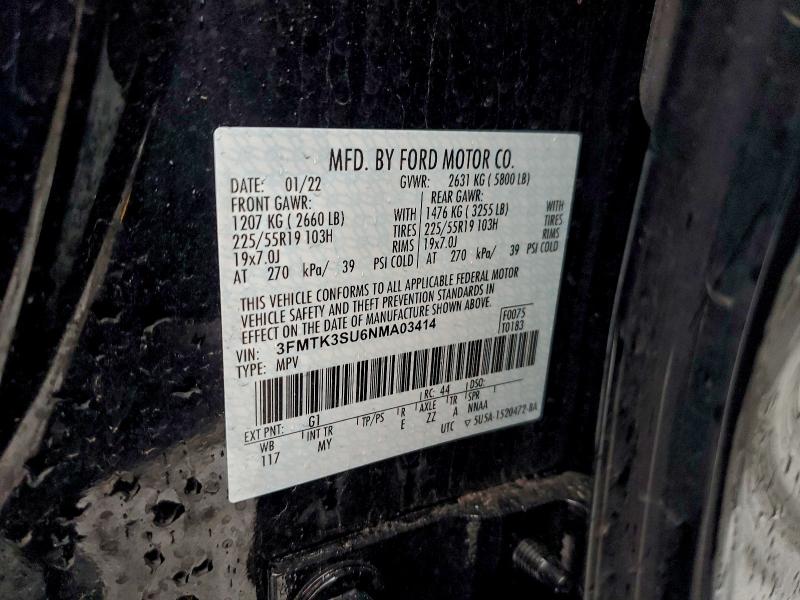 MFD. BY FORD MOTOR CO.
DATE: 01/22 GVWR: 2631 KG ( 5800 LB)
FRONT GAWR: REAR GAWR:
1207 KG ( 2660 LB) WITH 1476 KG ( 3255 LB) WITH
225/55R19 103H TIRES 225/55R19 103H TIRES
19x7.0J RIMS 19x7.0J RIMS
AT 270 kPa/ 39 PSI COLD AT 270 kPa/ 39 PSI COLD
THIS VEHICLE CONFORMS TO ALL APPLICABLE FEDERAL MOTOR
VEHICLE SAFETY AND THEFT PREVENTION STANDARDS IN
EFFECT ON THE DATE OF MANUFACTURE SHOWN ABOVE.
VIN: 3FMTK3SU6NMA03414 F0075
TYPE: MPV T0183
EXT PNT: G1 RC: 44 DSO:
WB INT TR TP/PS R AXLE TR SPR
117 MY E ZZ A NNAA
UTC ▽ 5U5A-1520472-BA